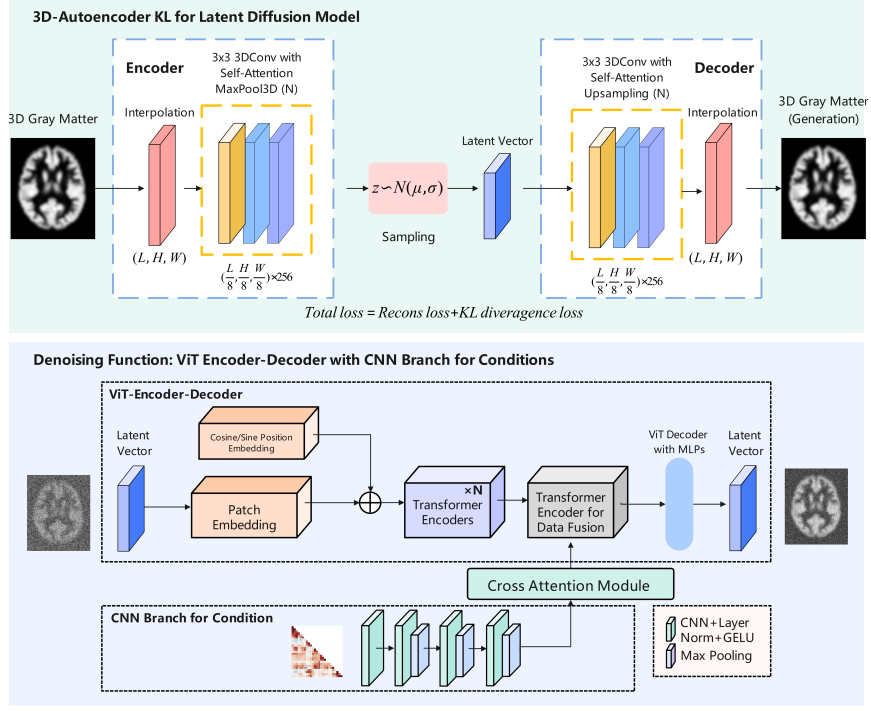 3D-Autoencoder KL for Latent Diffusion Model
Encoder
3x3 3DConv with
Self-Attention
MaxPool3D (N)
3x3 3DConv with
Self-Attention
Upsampling (N)
Decoder
3D Gray Matter
Interpolation
Latent Vector
Interpolation
3D Gray Matter
(Generation)
z∽N(μ,σ)
Sampling
(L, H, W)
(L/8, H/8, W/8)×256
(L/8, H/8, W/8)×256
(L, H, W)
Total loss = Recons loss+KL diveragence loss
Denoising Function: ViT Encoder-Decoder with CNN Branch for Conditions
ViT-Encoder-Decoder
Latent
Vector
Cosine/Sine Position
Embedding
Patch
Embedding
×N
Transformer
Encoders
Transformer
Encoder for
Data Fusion
ViT Decoder
with MLPs
Latent
Vector
Cross Attention Module
CNN Branch for Condition
CNN+Layer
Norm+GELU
Max Pooling